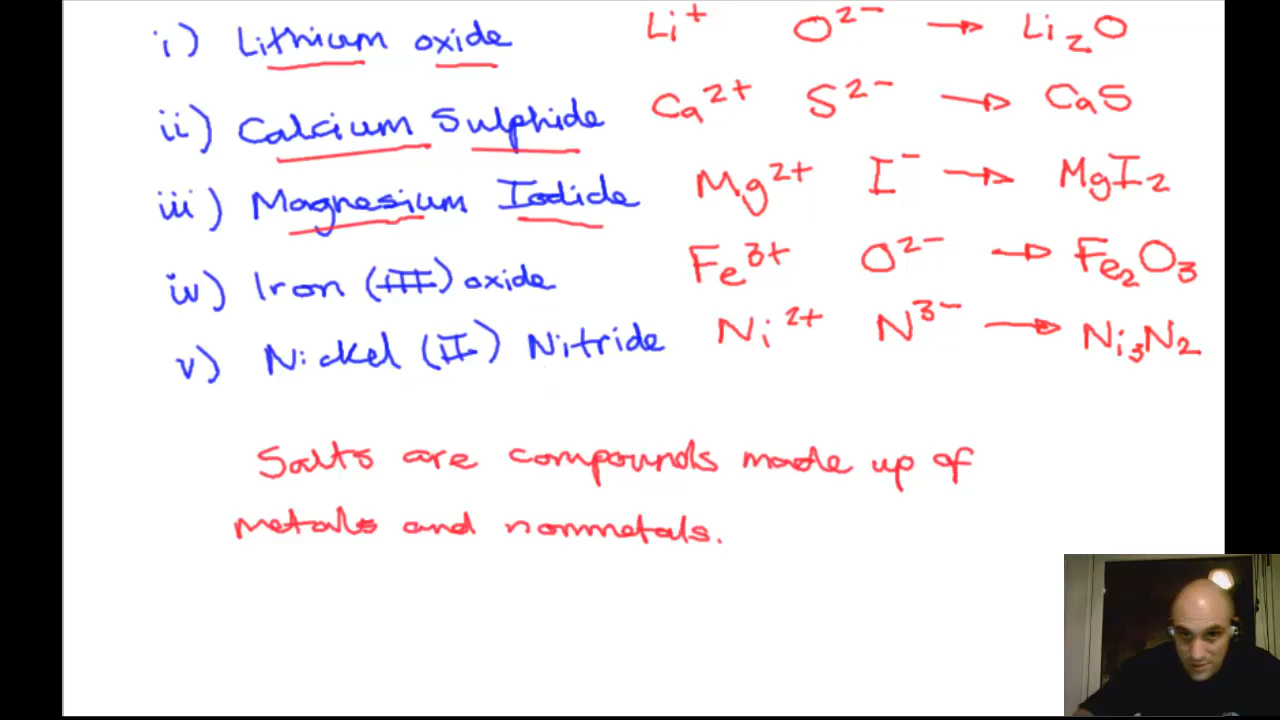 i) Lithium oxide Li⁺ O²⁻ → Li₂O
ii) Calcium Sulphide Ca²⁺ S²⁻ → CaS
iii) Magnesium Iodide Mg²⁺ I⁻ → MgI₂
iv) Iron (III) oxide Fe³⁺ O²⁻ → Fe₂O₃
v) Nickel (II) Nitride Ni²⁺ N³⁻ → Ni₃N₂
Salts are compounds made up of
metals and nonmetals.